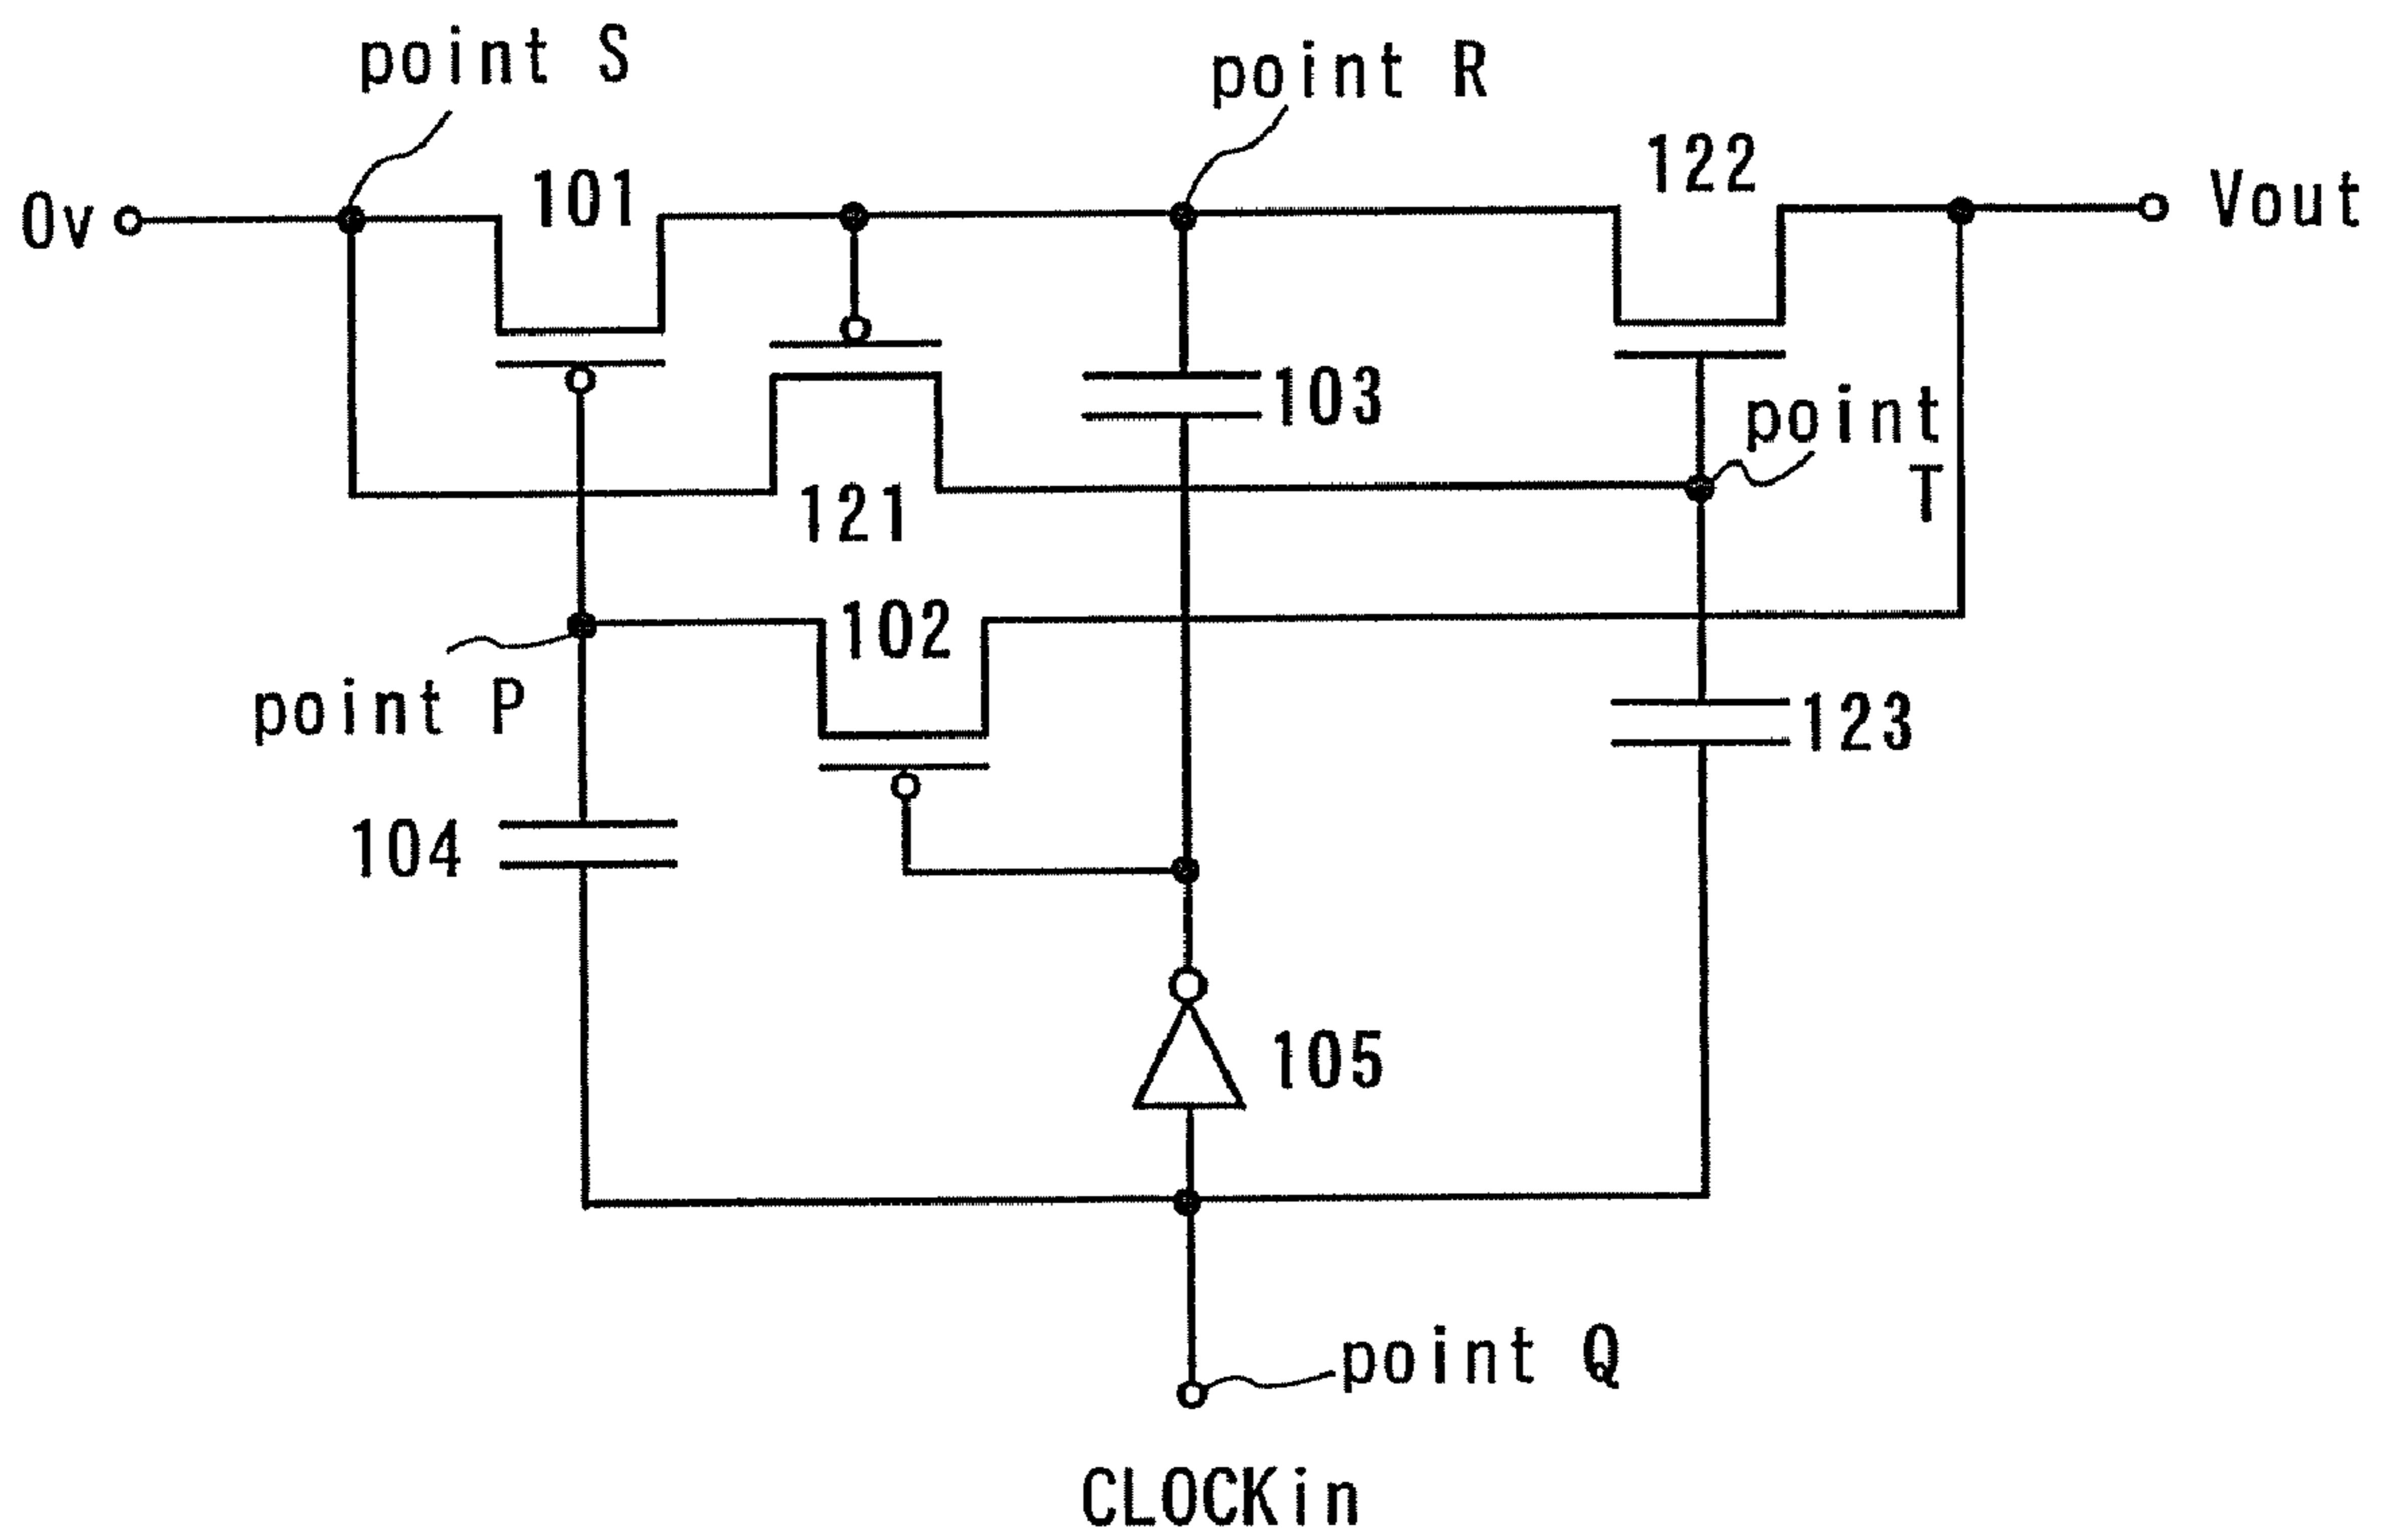 point S
point R
122
101
0v
Vout
103
point
T
121
102
point P
123
104
105
point Q
CLOCKin